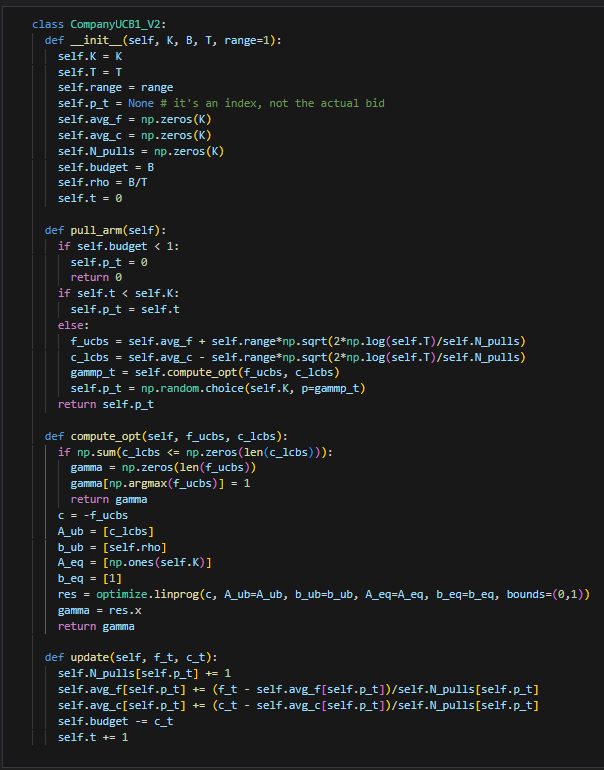 class CompanyUCB1_V2:
  def __init__(self, K, B, T, range=1):
    self.K = K
    self.T = T
    self.range = range
    self.p_t = None # it's an index, not the actual bid
    self.avg_f = np.zeros(K)
    self.avg_c = np.zeros(K)
    self.N_pulls = np.zeros(K)
    self.budget = B
    self.rho = B/T
    self.t = 0

  def pull_arm(self):
    if self.budget < 1:
      self.p_t = 0
      return 0
    if self.t < self.K:
      self.p_t = self.t
    else:
      f_ucbs = self.avg_f + self.range*np.sqrt(2*np.log(self.T)/self.N_pulls)
      c_lcbs = self.avg_c - self.range*np.sqrt(2*np.log(self.T)/self.N_pulls)
      gammp_t = self.compute_opt(f_ucbs, c_lcbs)
      self.p_t = np.random.choice(self.K, p=gammp_t)
    return self.p_t

  def compute_opt(self, f_ucbs, c_lcbs):
    if np.sum(c_lcbs <= np.zeros(len(c_lcbs))):
      gamma = np.zeros(len(f_ucbs))
      gamma[np.argmax(f_ucbs)] = 1
      return gamma
    c = -f_ucbs
    A_ub = [c_lcbs]
    b_ub = [self.rho]
    A_eq = [np.ones(self.K)]
    b_eq = [1]
    res = optimize.linprog(c, A_ub=A_ub, b_ub=b_ub, A_eq=A_eq, b_eq=b_eq, bounds=(0,1))
    gamma = res.x
    return gamma

  def update(self, f_t, c_t):
    self.N_pulls[self.p_t] += 1
    self.avg_f[self.p_t] += (f_t - self.avg_f[self.p_t])/self.N_pulls[self.p_t]
    self.avg_c[self.p_t] += (c_t - self.avg_c[self.p_t])/self.N_pulls[self.p_t]
    self.budget -= c_t
    self.t += 1